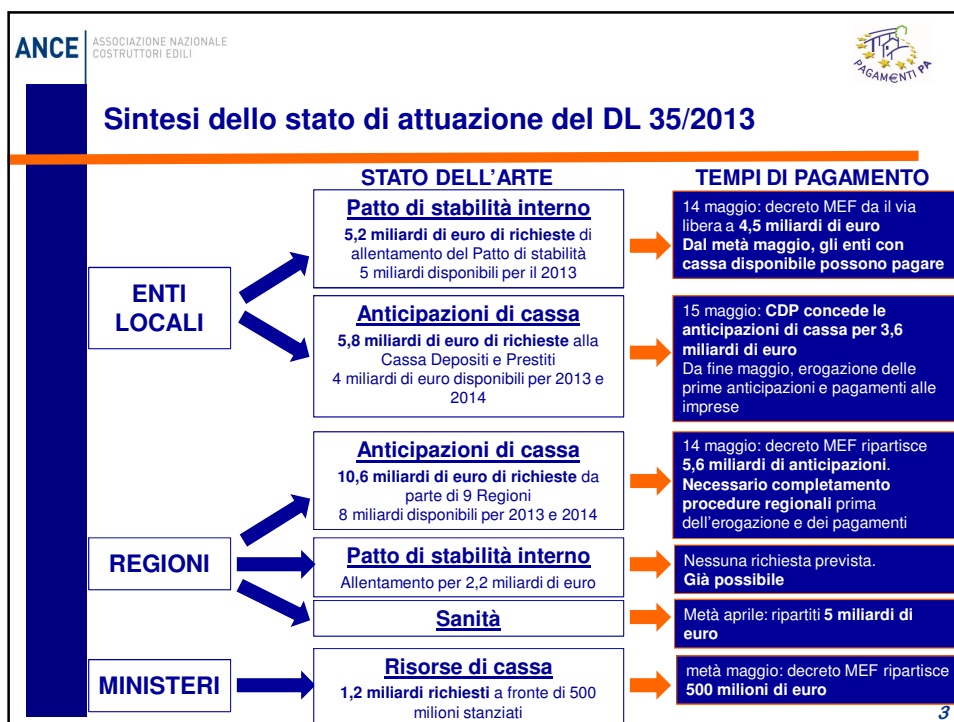 ANCE
ASSOCIAZIONE NAZIONALE
COSTRUTTORI EDILI
PAGAM€NTI PA
Sintesi dello stato di attuazione del DL 35/2013
STATO DELL'ARTE
TEMPI DI PAGAMENTO
ENTI
LOCALI
Patto di stabilità interno
5,2 miliardi di euro di richieste di
allentamento del Patto di stabilità
5 miliardi disponibili per il 2013
14 maggio: decreto MEF da il via
libera a 4,5 miliardi di euro
Dal metà maggio, gli enti con
cassa disponibile possono pagare
Anticipazioni di cassa
5,8 miliardi di euro di richieste alla
Cassa Depositi e Prestiti
4 miliardi di euro disponibili per 2013 e
2014
15 maggio: CDP concede le
anticipazioni di cassa per 3,6
miliardi di euro
Da fine maggio, erogazione delle
prime anticipazioni e pagamenti alle
imprese
REGIONI
Anticipazioni di cassa
10,6 miliardi di euro di richieste da
parte di 9 Regioni
8 miliardi disponibili per 2013 e 2014
14 maggio: decreto MEF ripartisce
5,6 miliardi di anticipazioni.
Necessario completamento
procedure regionali prima
dell'erogazione e dei pagamenti
Patto di stabilità interno
Allentamento per 2,2 miliardi di euro
Nessuna richiesta prevista.
Già possibile
Sanità
Metà aprile: ripartiti 5 miliardi di
euro
MINISTERI
Risorse di cassa
1,2 miliardi richiesti a fronte di 500
milioni stanziati
metà maggio: decreto MEF ripartisce
500 milioni di euro
3